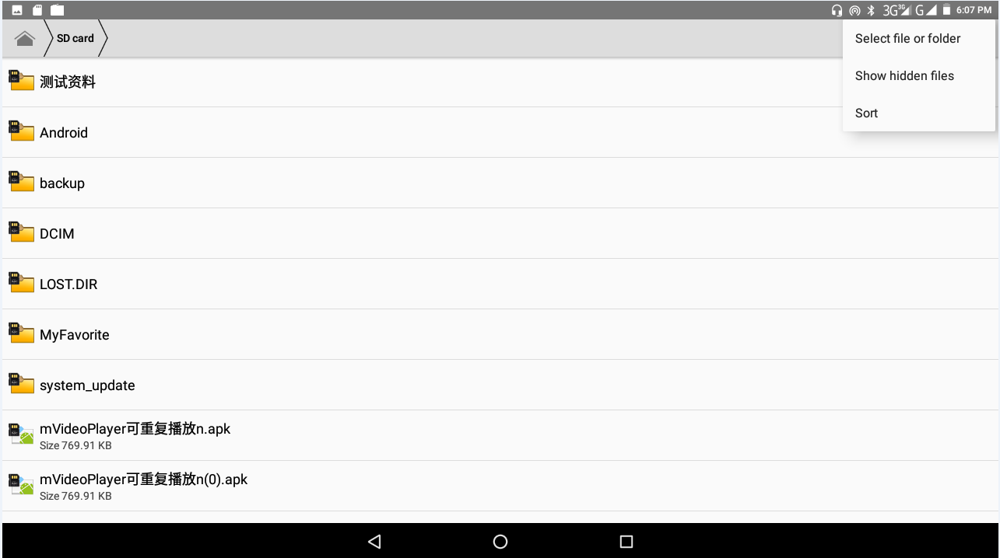 3G 3G G 6:07 PM
SD card
Select file or folder
Show hidden files
Sort
测试资料
Android
backup
DCIM
LOST.DIR
MyFavorite
system_update
mVideoPlayer可重复播放n.apk
Size 769.91 KB
mVideoPlayer可重复播放n(0).apk
Size 769.91 KB